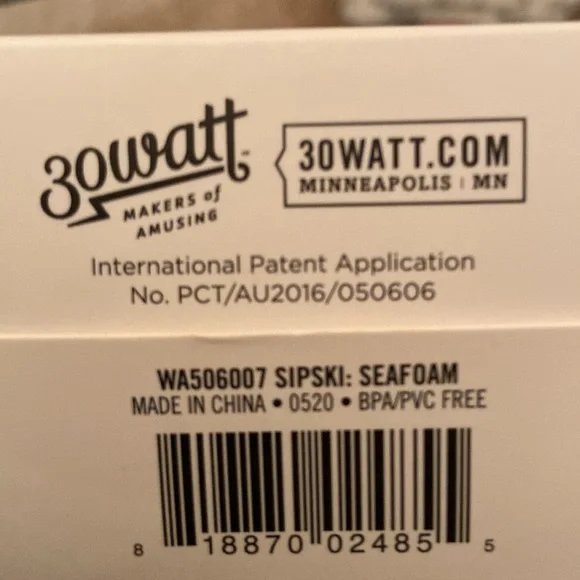 30watt™
MAKERS of
AMUSING
30WATT.COM
MINNEAPOLIS | MN
International Patent Application
No. PCT/AU2016/050606
WA506007 SIPSKI: SEAFOAM
MADE IN CHINA • 0520 • BPA/PVC FREE
8 18870 02485 5